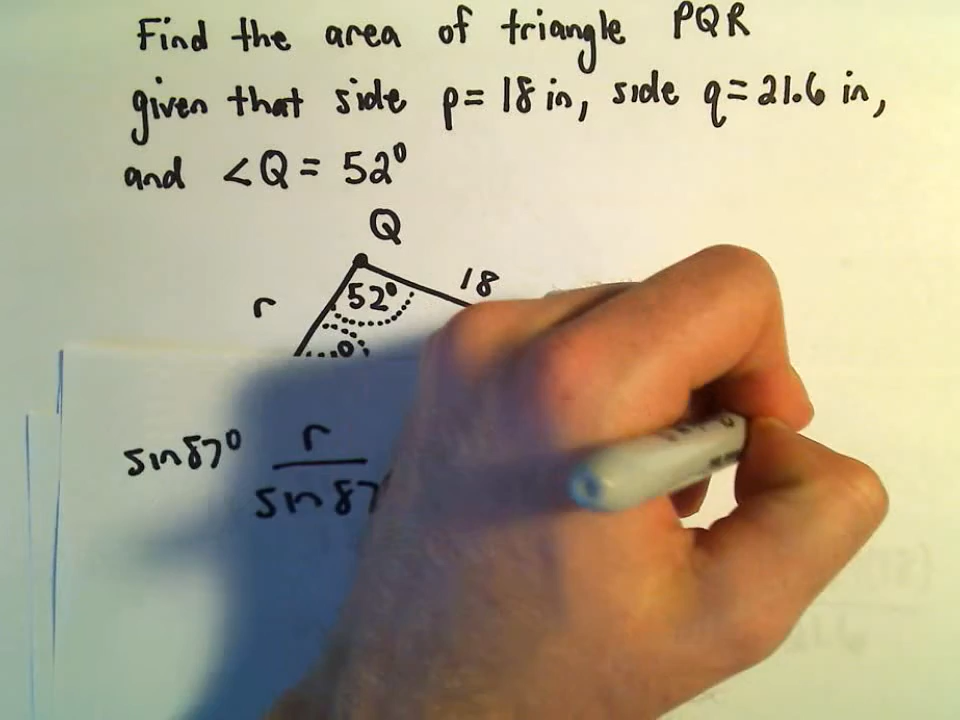 Find the area of triangle PQR
given that side p = 18 in, side q = 21.6 in,
and ∠Q = 52°
Q
r 52° 18
sin 87° r
sin 87